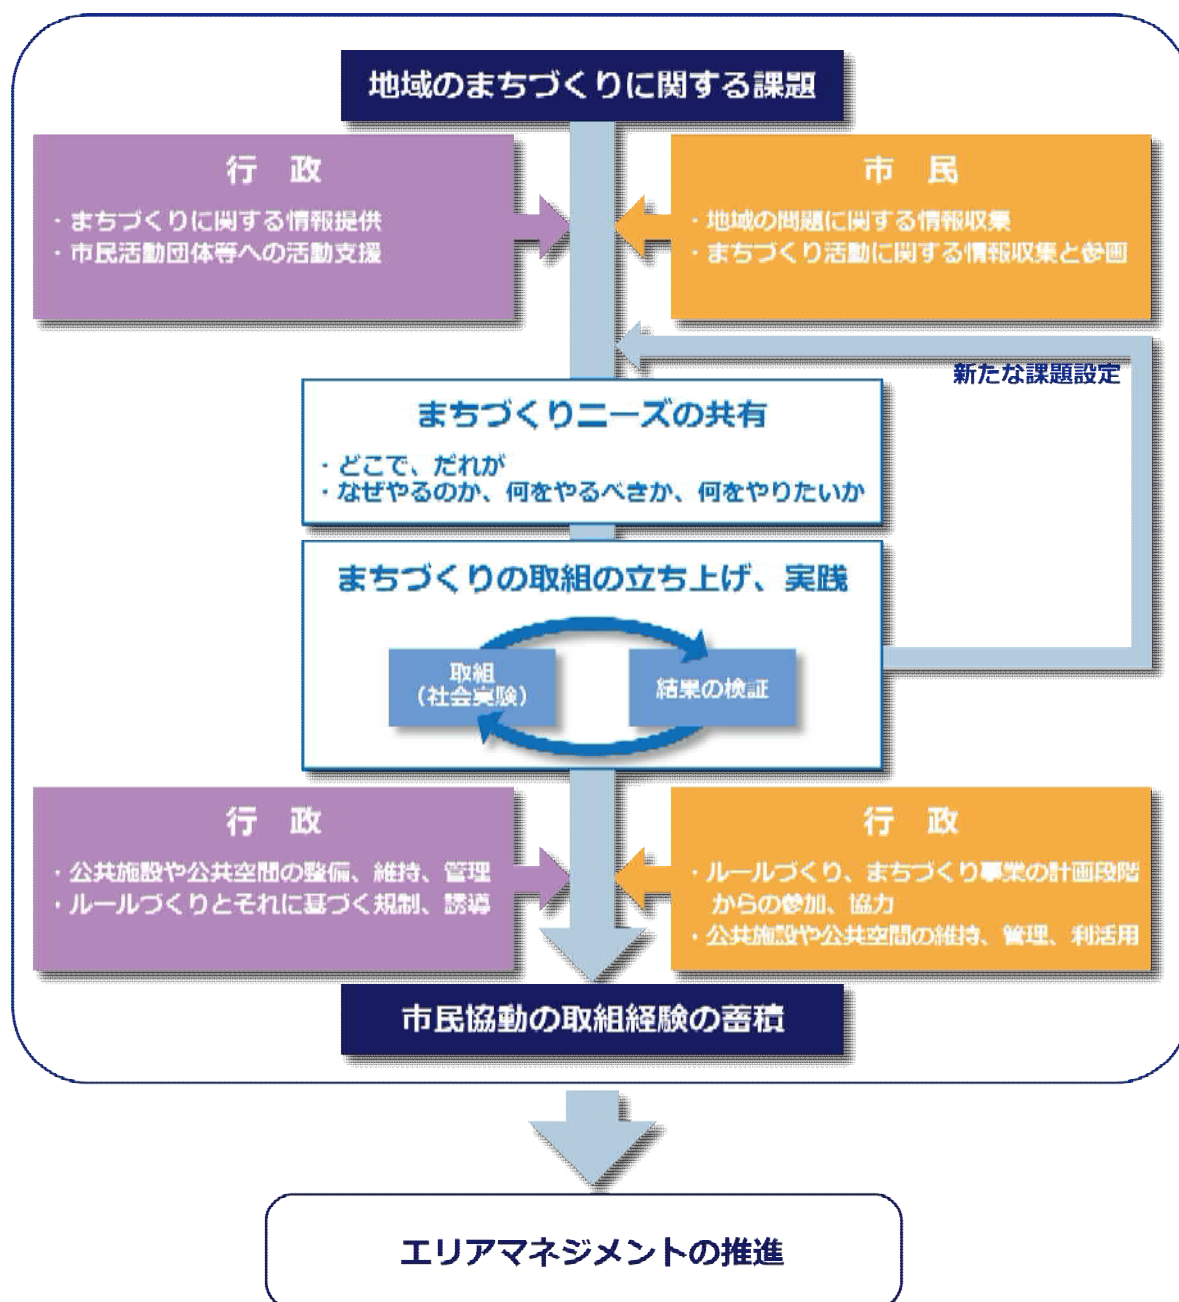 地域のまちづくりに関する課題
行 政
・まちづくりに関する情報提供
・市民活動団体等への活動支援
市 民
・地域の問題に関する情報収集
・まちづくり活動に関する情報収集と参画
新たな課題設定
まちづくりニーズの共有
・どこで、だれが
・なぜやるのか、何をやるべきか、何をやりたいか
まちづくりの取組の立ち上げ、実践
取組
（社会実験）
結果の検証
行 政
・公共施設や公共空間の整備、維持、管理
・ルールづくりとそれに基づく規制、誘導
行 政
・ルールづくり、まちづくり事業の計画段階
からの参加、協力
・公共施設や公共空間の維持、管理、利活用
市民協動の取組経験の蓄積
エリアマネジメントの推進